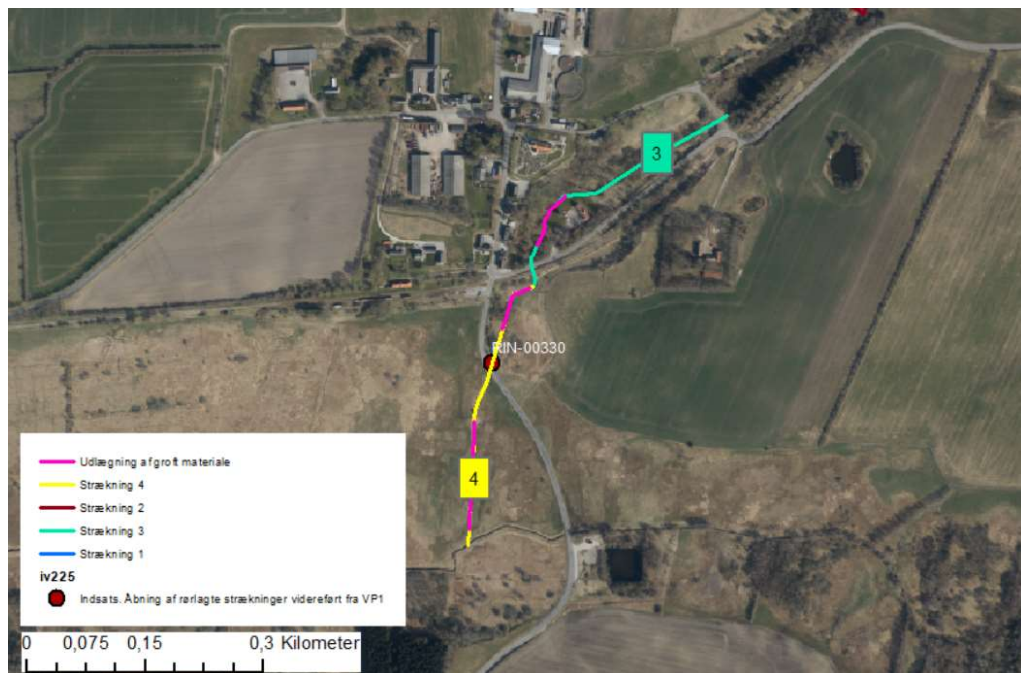 3
RIN-00330
4
Udlægning af groft materiale
Strækning 4
Strækning 2
Strækning 3
Strækning 1
iv225
Indsats. Åbning af rørlagte strækninger videreført fra VP1
0 0,075 0,15 0,3 Kilometer